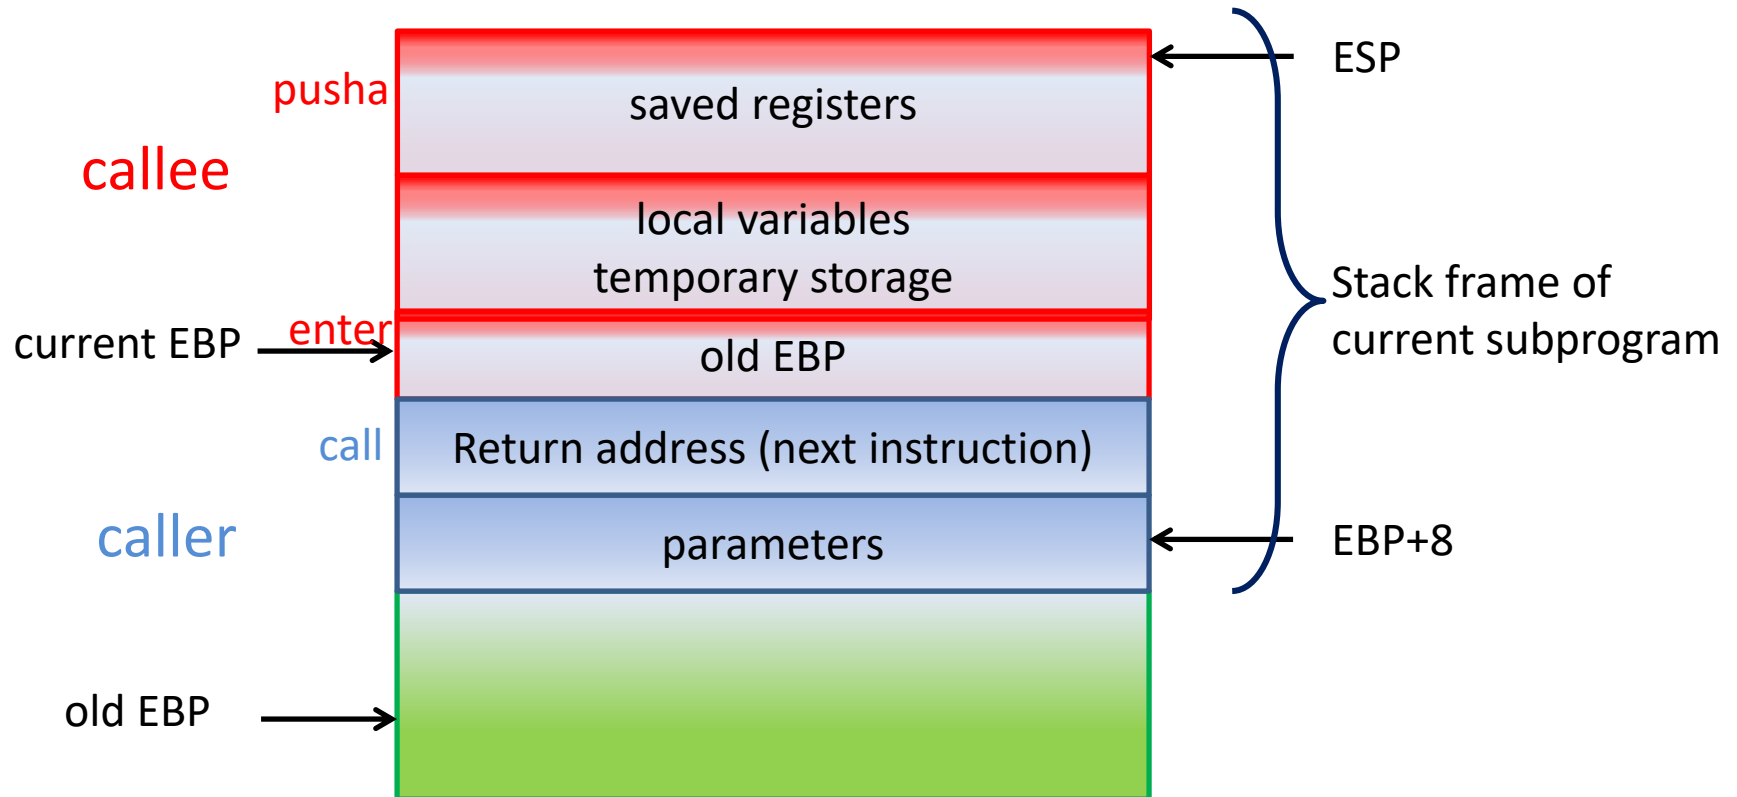 ESP
pusha
saved registers
callee
local variables
temporary storage
Stack frame of
current subprogram
enter
current EBP
old EBP
call
Return address (next instruction)
caller
parameters
EBP+8
old EBP